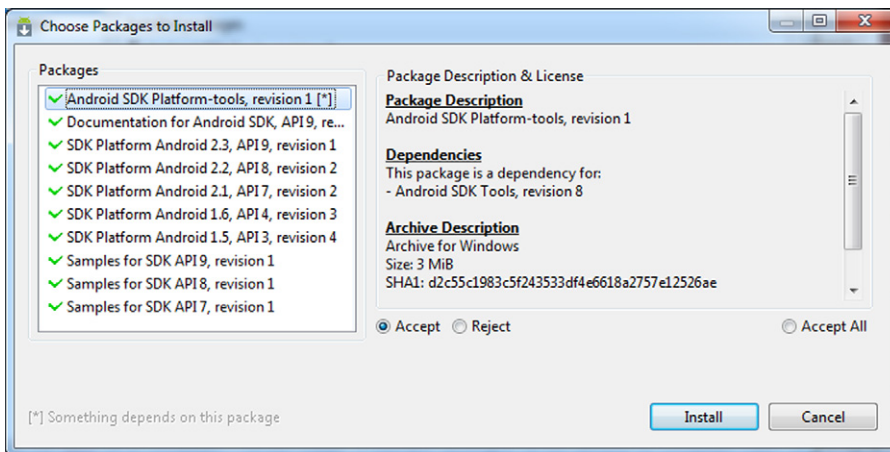 Choose Packages to Install
Packages
Android SDK Platform-tools, revision 1 [*]
Documentation for Android SDK, API 9, re...
SDK Platform Android 2.3, API 9, revision 1
SDK Platform Android 2.2, API 8, revision 2
SDK Platform Android 2.1, API 7, revision 2
SDK Platform Android 1.6, API 4, revision 3
SDK Platform Android 1.5, API 3, revision 4
Samples for SDK API 9, revision 1
Samples for SDK API 8, revision 1
Samples for SDK API 7, revision 1
Package Description & License
Package Description
Android SDK Platform-tools, revision 1
Dependencies
This package is a dependency for:
- Android SDK Tools, revision 8
Archive Description
Archive for Windows
Size: 3 MiB
SHA1: d2c55c1983c5f243533df4e6618a2757e12526ae
Accept
Reject
Accept All
[*] Something depends on this package
Install
Cancel